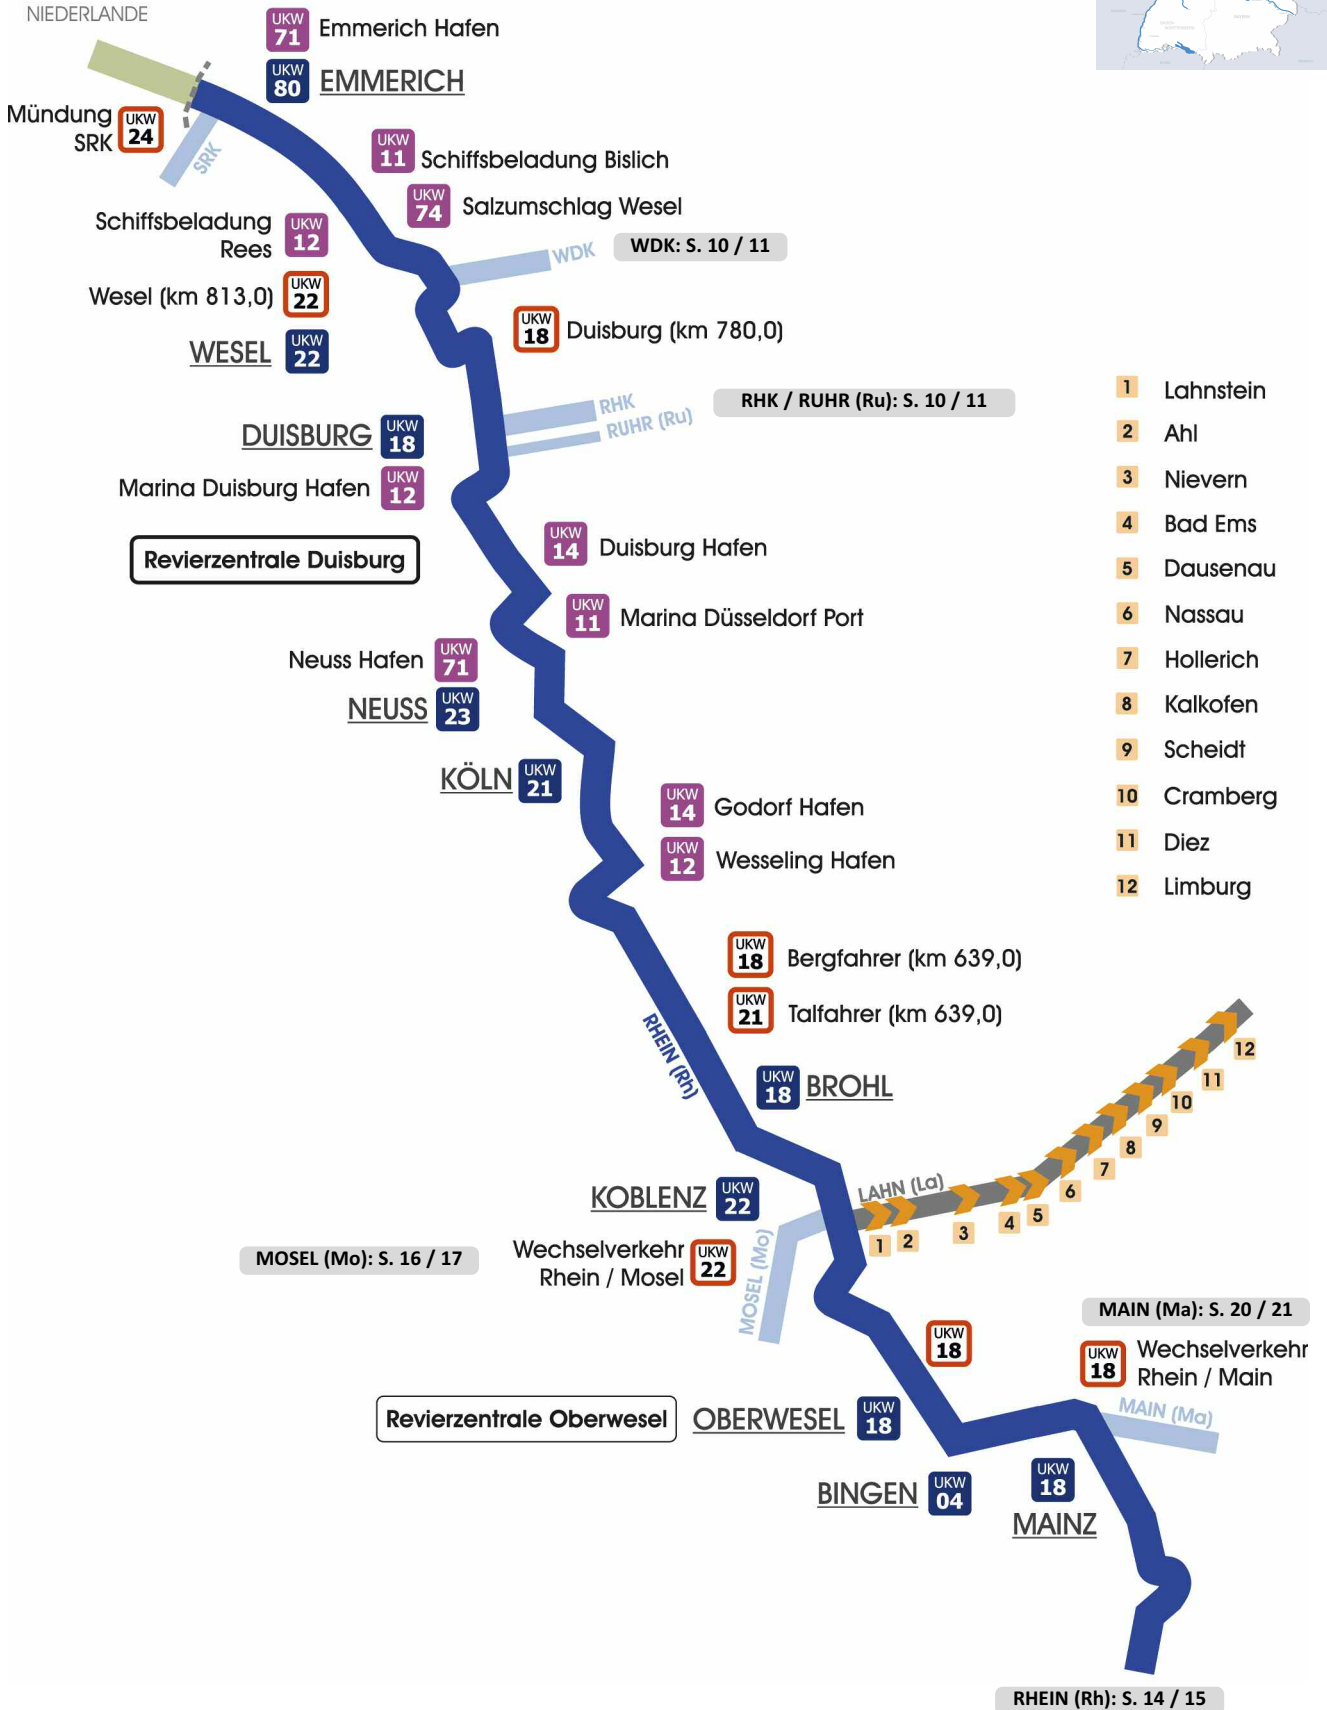 NIEDERLANDE
UKW
71
Emmerich Hafen
UKW
80
EMMERICH
Mündung
SRK
UKW
24
SRK
UKW
11
Schiffsbeladung Bislich
UKW
74
Salzumschlag Wesel
Schiffsbeladung
Rees
UKW
12
WDK
WDK: S. 10 / 11
Wesel (km 813,0)
UKW
22
UKW
18
Duisburg (km 780,0)
WESEL
UKW
22
RHK
RUHR (Ru)
RHK / RUHR (Ru): S. 10 / 11
DUISBURG
UKW
18
Marina Duisburg Hafen
UKW
12
Revierzentrale Duisburg
UKW
14
Duisburg Hafen
UKW
11
Marina Düsseldorf Port
Neuss Hafen
UKW
71
NEUSS
UKW
23
KÖLN
UKW
21
UKW
14
Godorf Hafen
UKW
12
Wesseling Hafen
1 Lahnstein
2 Ahl
3 Nievern
4 Bad Ems
5 Dausenau
6 Nassau
7 Hollerich
8 Kalkofen
9 Scheidt
10 Cramberg
11 Diez
12 Limburg
UKW
18
Bergfahrer (km 639,0)
UKW
21
Talfahrer (km 639,0)
RHEIN (Rh)
UKW
18
BROHL
12
11
10
9
8
7
6
5
4
3
2
1
LAHN (La)
KOBLENZ
UKW
22
MOSEL (Mo): S. 16 / 17
Wechselverkehr
Rhein / Mosel
UKW
22
MOSEL (Mo)
UKW
18
MAIN (Ma): S. 20 / 21
UKW
18
Wechselverkehr
Rhein / Main
MAIN (Ma)
Revierzentrale Oberwesel
OBERWESEL
UKW
18
BINGEN
UKW
04
UKW
18
MAINZ
RHEIN (Rh): S. 14 / 15